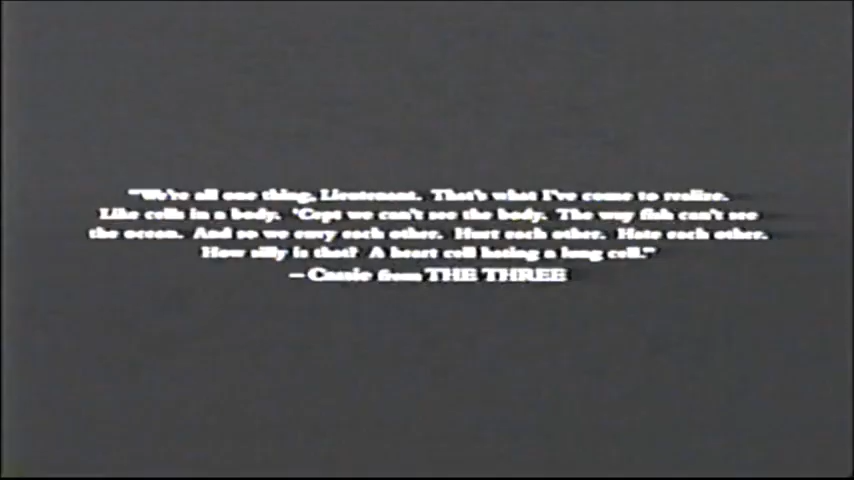 "We're all one thing, Lieutenant. That's what I've come to realize.
Like cells in a body. 'Cept we can't see the body. The way fish can't see
the ocean. And so we envy each other. Hurt each other. Hate each other.
How silly is that? A heart cell hating a lung cell."
– Cassie from THE THREE